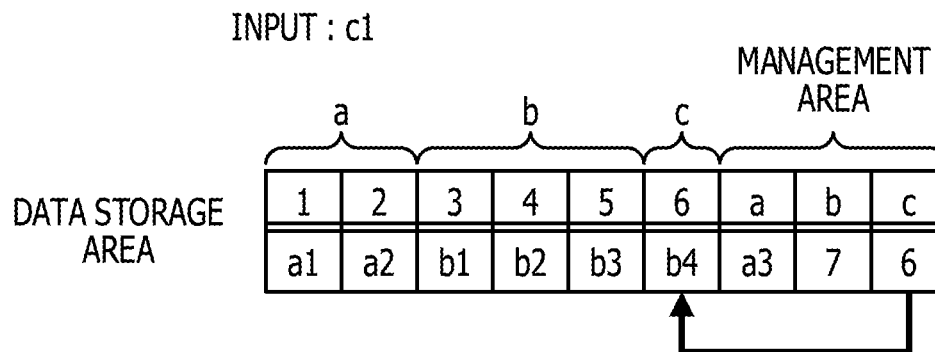 INPUT : c1
MANAGEMENT
AREA
a b c
DATA STORAGE
AREA
1 2 3 4 5 6 a b c
a1 a2 b1 b2 b3 b4 a3 7 6